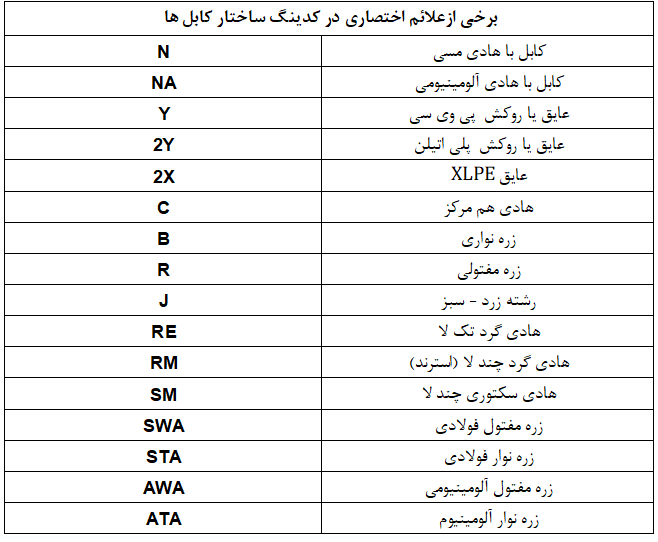 برخی ازعلائم اختصاری در کدینگ ساختار کابل ها
کابل با هادی مسی N
کابل با هادی آلومینیومی NA
عایق یا روکش پی وی سی Y
عایق یا روکش پلی اتیلن 2Y
عایق XLPE 2X
هادی هم مرکز C
زره نواری B
زره مفتولی R
رشته زرد - سبز J
هادی گرد تک لا RE
هادی گرد چند لا (استرند) RM
هادی سکتوری چند لا SM
زره مفتول فولادی SWA
زره نوار فولادی STA
زره مفتول آلومینیومی AWA
زره نوار آلومینیوم ATA